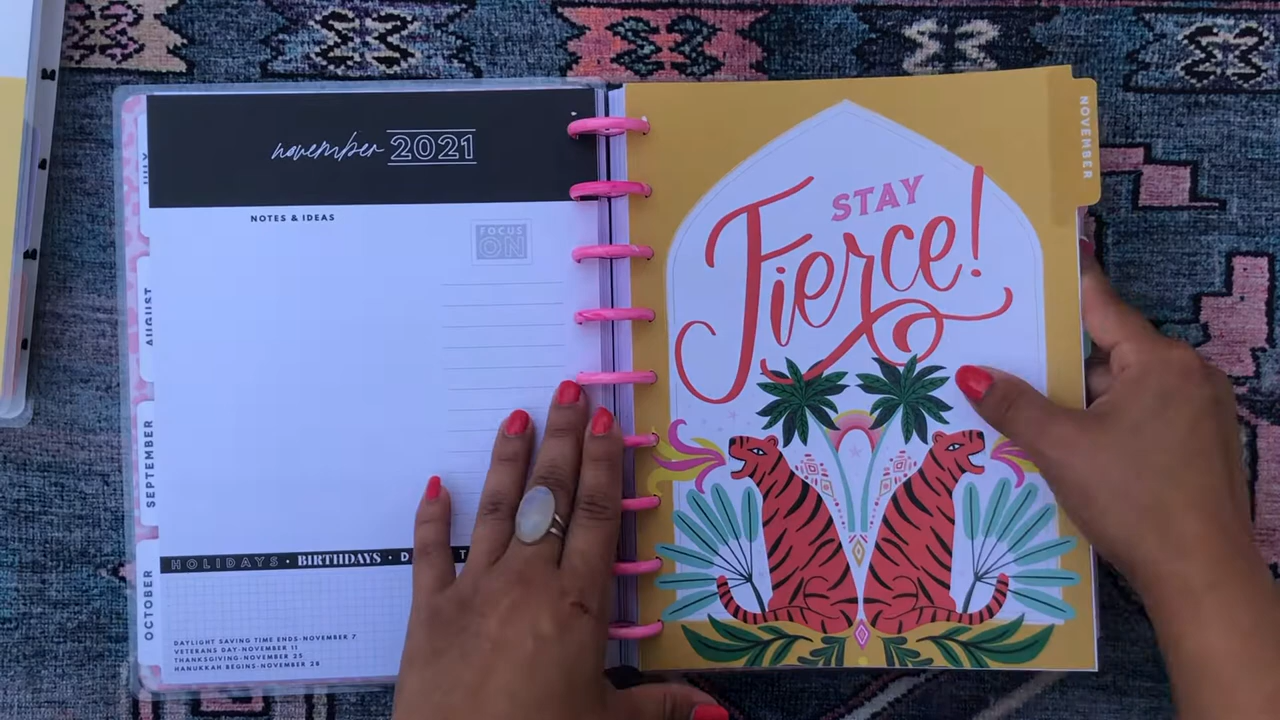 november 2021
NOTES & IDEAS
FOCUS
ON
HOLIDAYS • BIRTHDAYS • D
DAYLIGHT SAVING TIME ENDS-NOVEMBER 7
VETERANS DAY-NOVEMBER 11
THANKSGIVING-NOVEMBER 25
HANUKKAH BEGINS-NOVEMBER 28
JULY
AUGUST
SEPTEMBER
OCTOBER
STAY
Fierce!
NOVEMBER